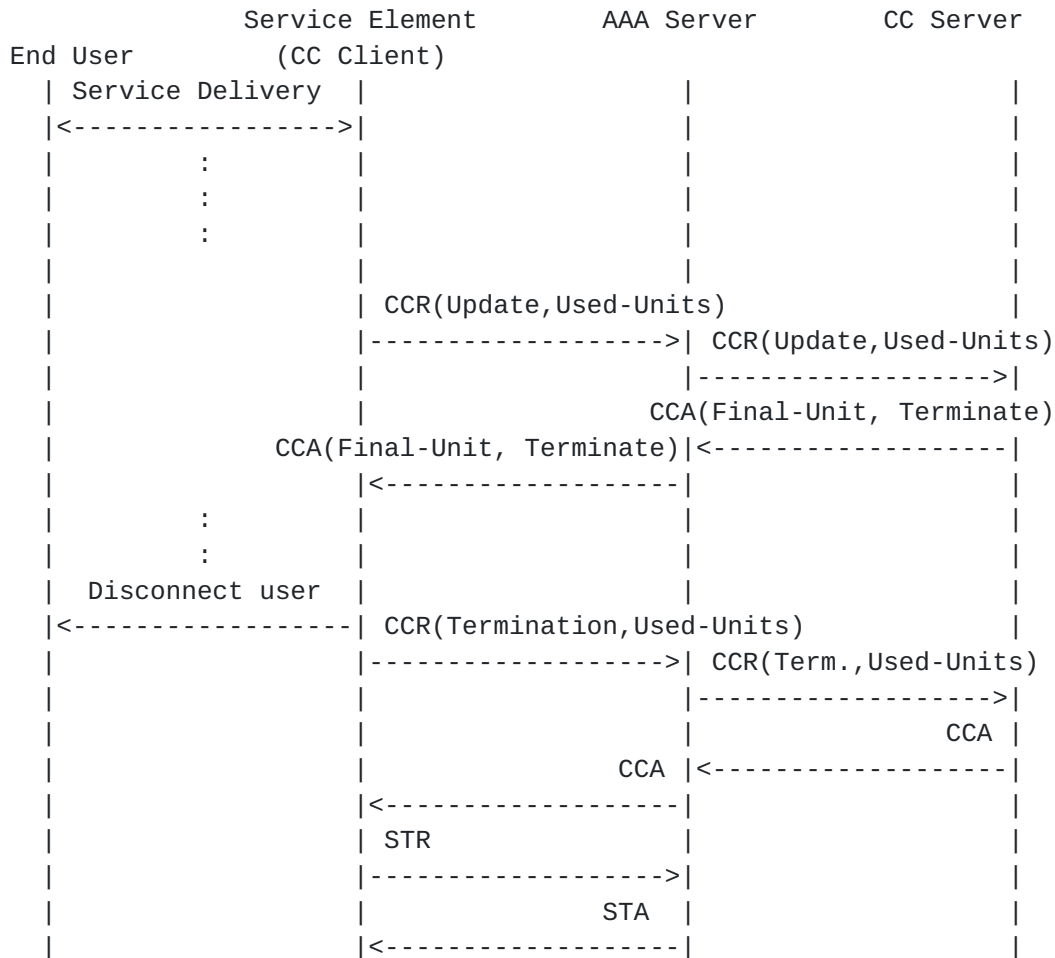 Service Element AAA Server CC Server
End User (CC Client)
Service Delivery
:
:
:
CCR(Update,Used-Units)
CCR(Update,Used-Units)
CCA(Final-Unit, Terminate)
CCA(Final-Unit, Terminate)
:
:
Disconnect user
CCR(Termination,Used-Units)
CCR(Term.,Used-Units)
CCA
CCA
STR
STA